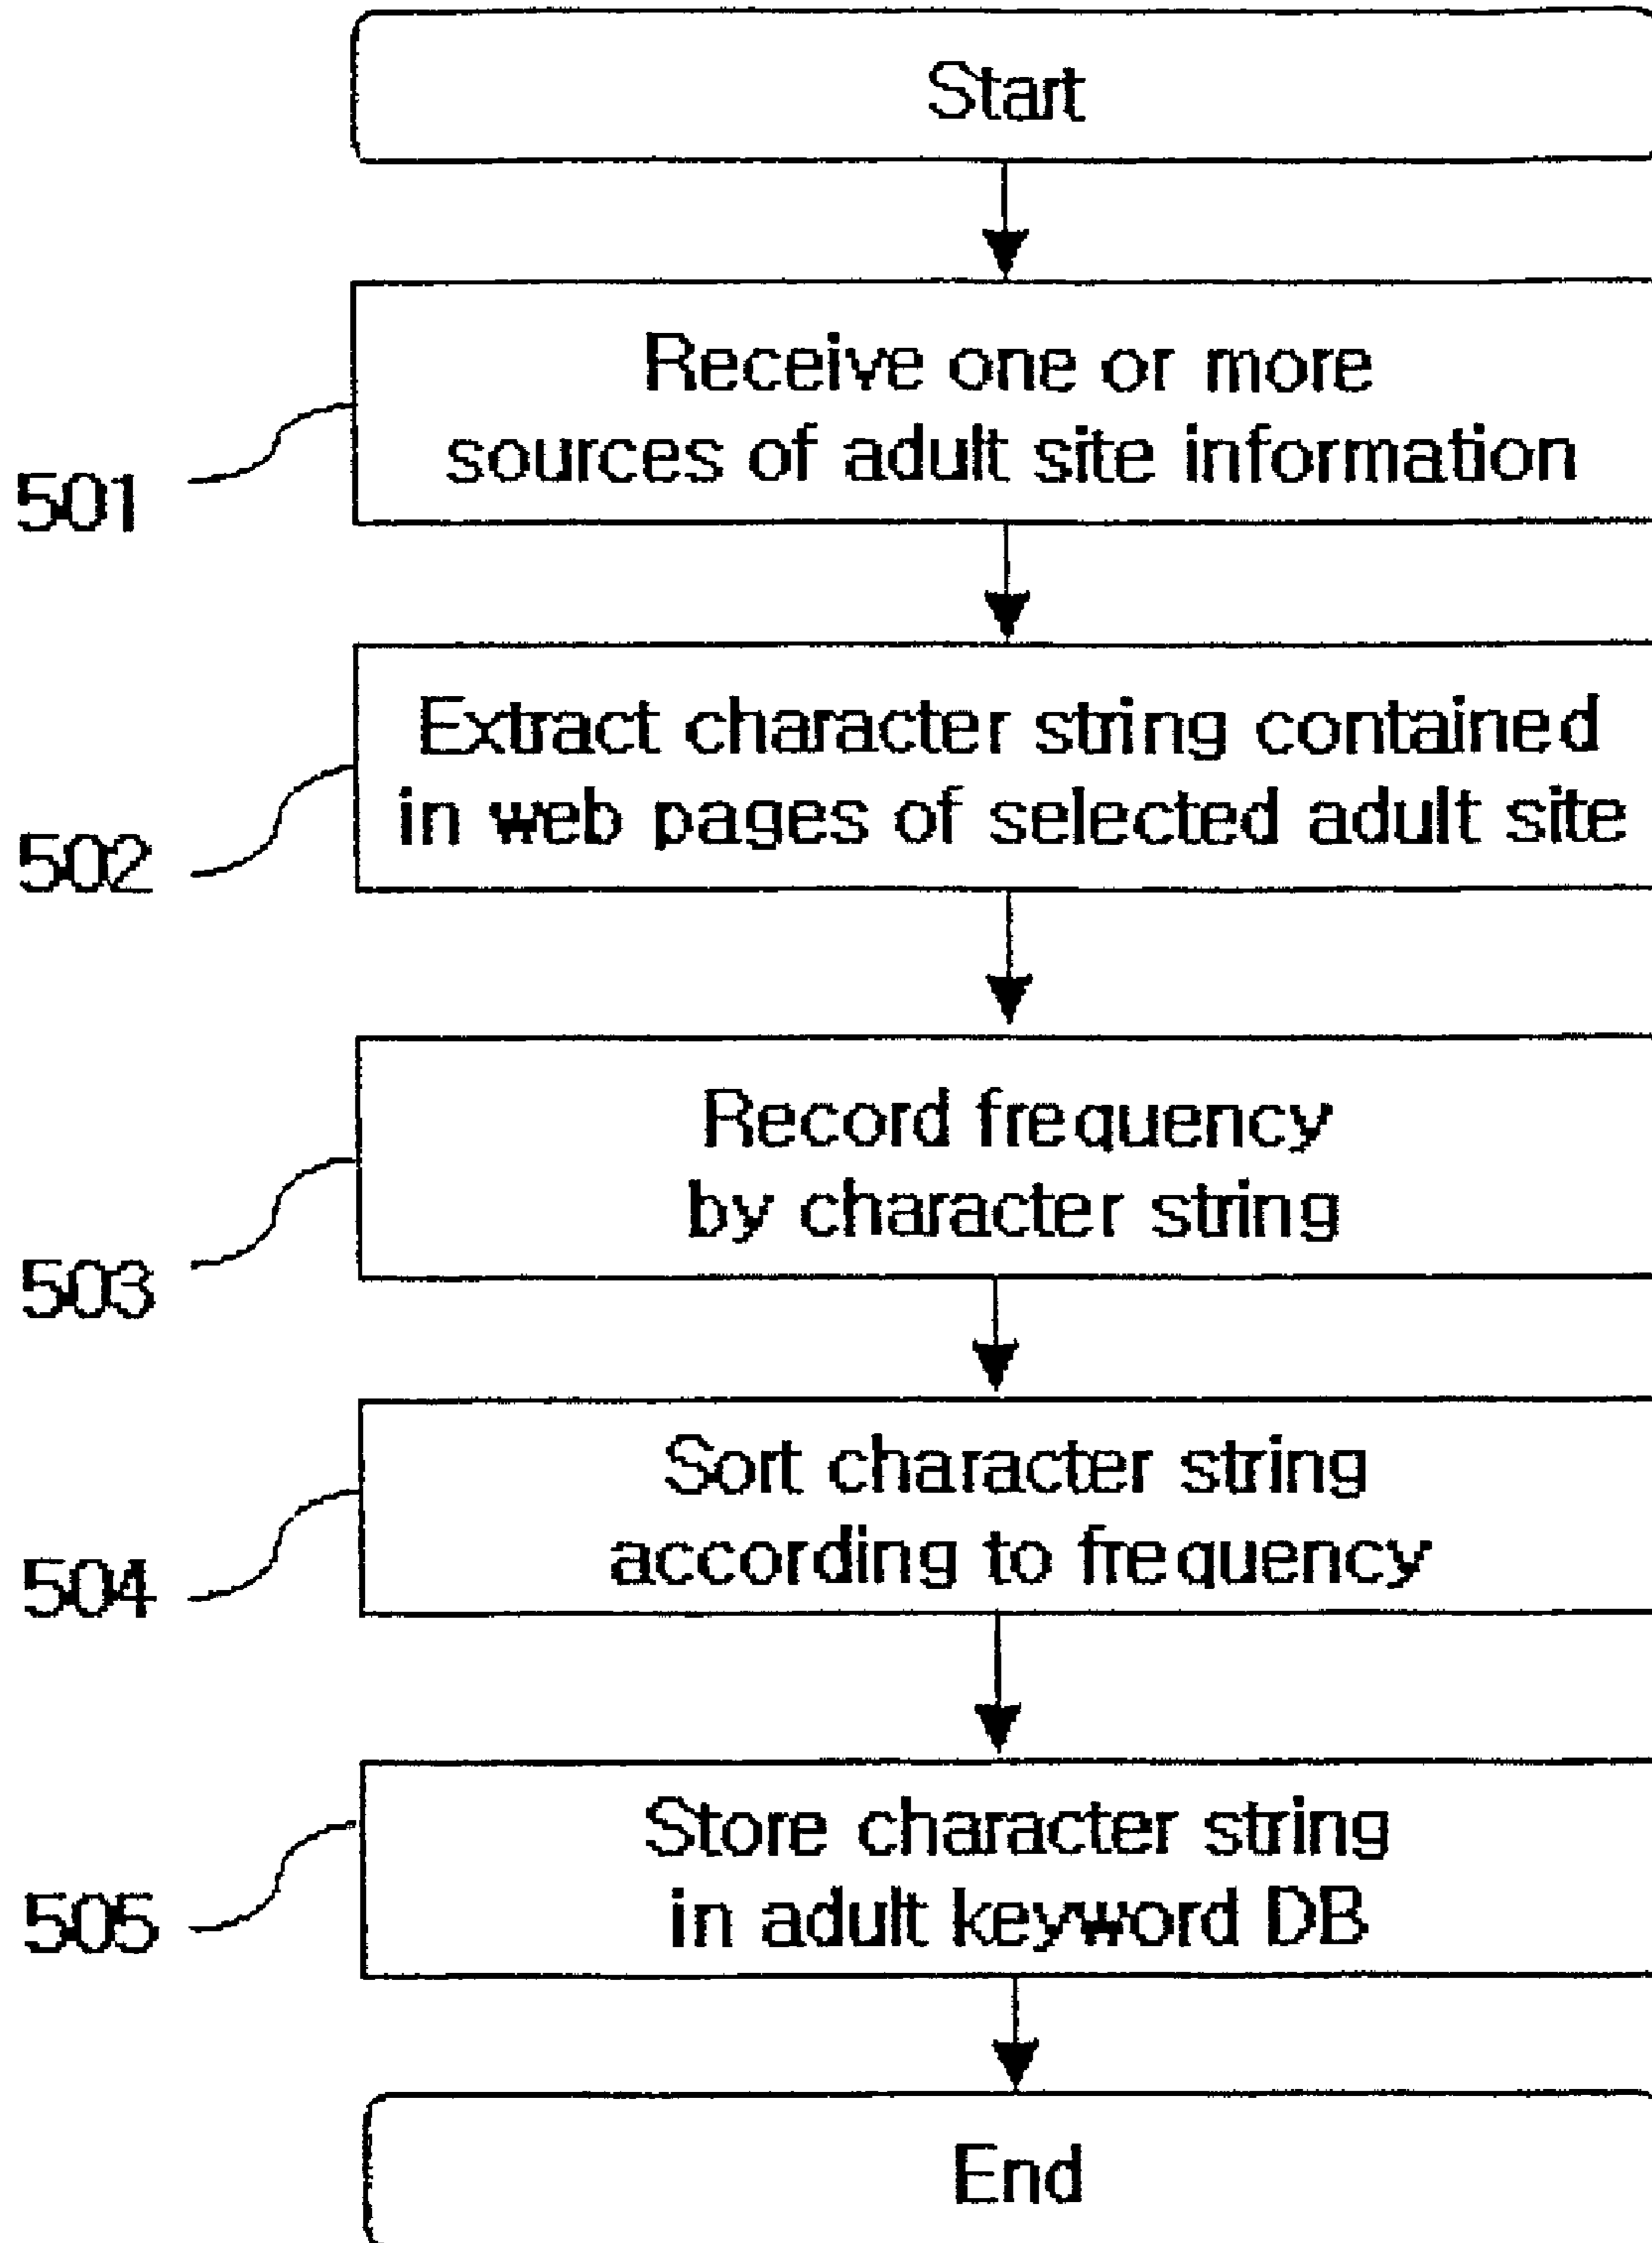 Start
Receive one or more
sources of adult site information
501
Extract character string contained
in web pages of selected adult site
502
Record frequency
by character string
503
Sort character string
according to frequency
504
Store character string
in adult keyword DB
505
End